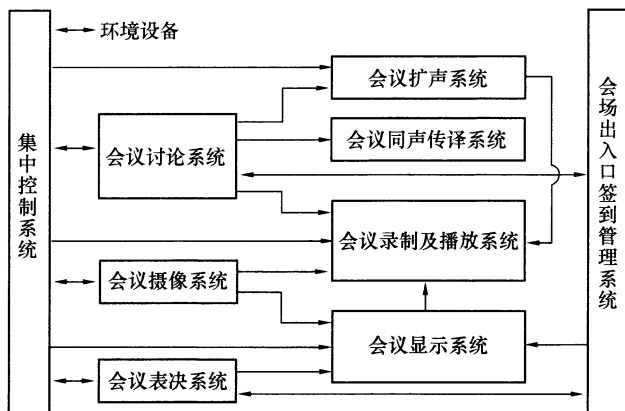 环境设备
集中控制系统
会议扩声系统
会议讨论系统
会议同声传译系统
会议录制及播放系统
会议摄像系统
会议显示系统
会议表决系统
会场出入口签到管理系统